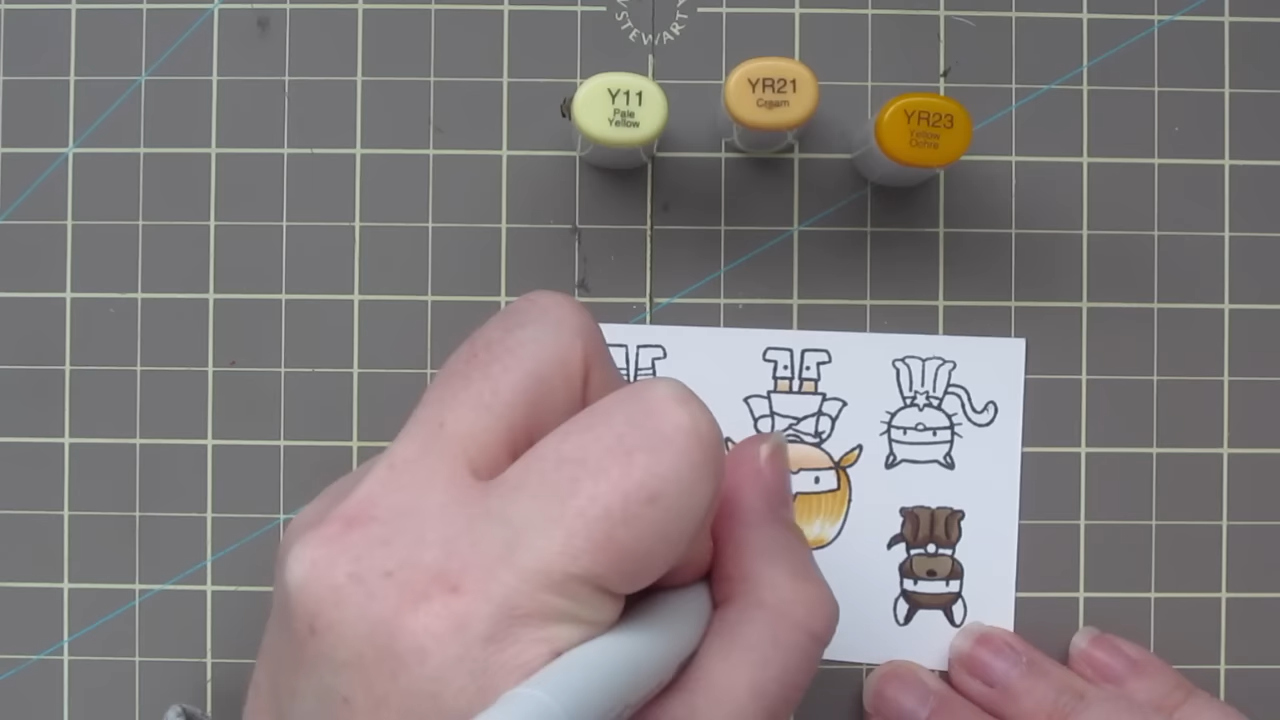 STEWART
Y11
Pale
Yellow
YR21
Cream
YR23
Yellow
Ochre